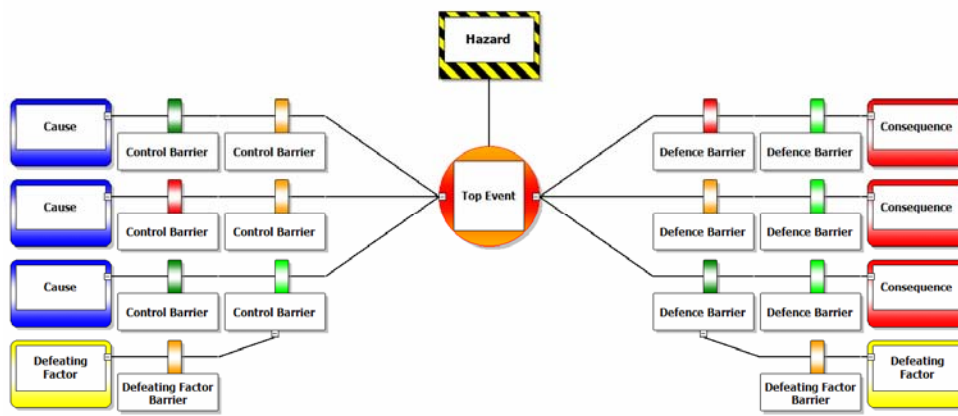 Hazard
Cause
Control Barrier
Control Barrier
Top Event
Defence Barrier
Defence Barrier
Consequence
Cause
Control Barrier
Control Barrier
Defence Barrier
Defence Barrier
Consequence
Cause
Control Barrier
Control Barrier
Defence Barrier
Defence Barrier
Consequence
Defeating
Factor
Defeating Factor
Barrier
Defeating Factor
Barrier
Defeating
Factor